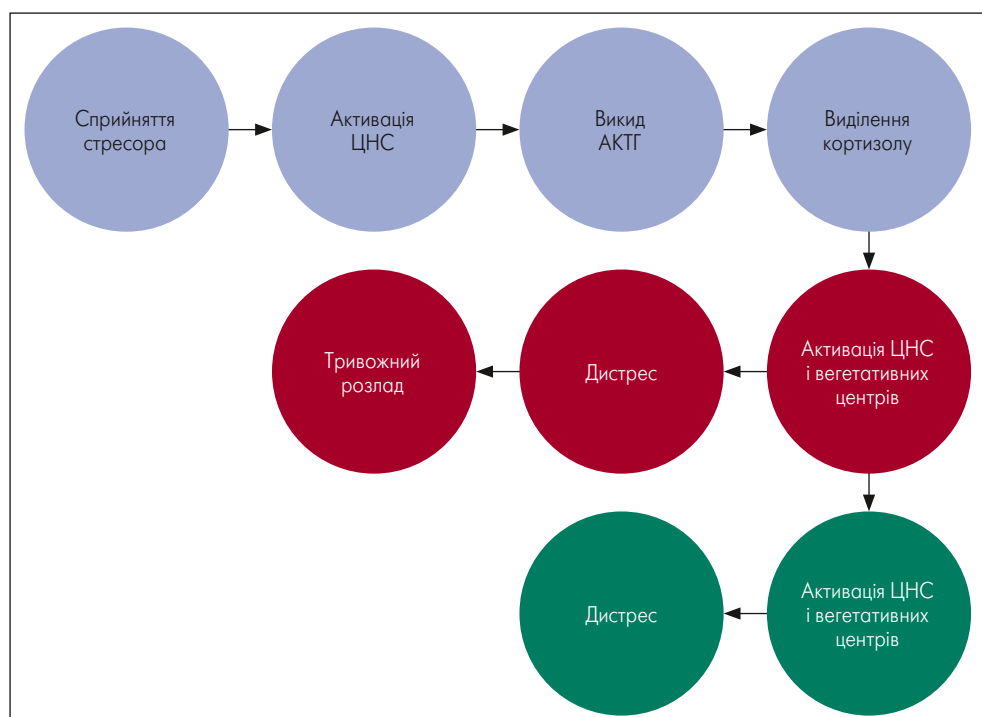 Сприйняття
стресора
Активація
ЦНС
Викид
АКТГ
Виділення
кортизолу
Тривожний
розлад
Дистрес
Активація ЦНС
і вегетативних
центрів
Дистрес
Активація ЦНС
і вегетативних
центрів